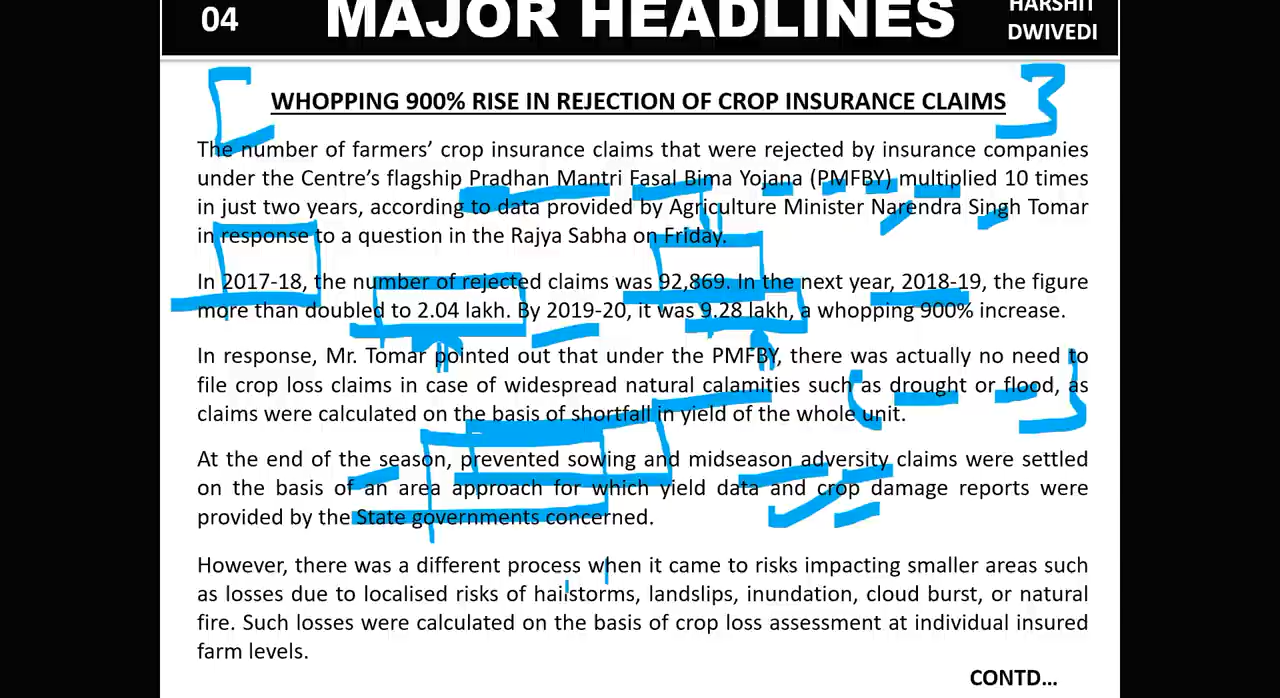 04
MAJOR HEADLINES
HARSHIT
DWIVEDI
WHOPPING 900% RISE IN REJECTION OF CROP INSURANCE CLAIMS
The number of farmers’ crop insurance claims that were rejected by insurance companies
under the Centre’s flagship Pradhan Mantri Fasal Bima Yojana (PMFBY) multiplied 10 times
in just two years, according to data provided by Agriculture Minister Narendra Singh Tomar
in response to a question in the Rajya Sabha on Friday.
In 2017-18, the number of rejected claims was 92,869. In the next year, 2018-19, the figure
more than doubled to 2.04 lakh. By 2019-20, it was 9.28 lakh, a whopping 900% increase.
In response, Mr. Tomar pointed out that under the PMFBY, there was actually no need to
file crop loss claims in case of widespread natural calamities such as drought or flood, as
claims were calculated on the basis of shortfall in yield of the whole unit.
At the end of the season, prevented sowing and midseason adversity claims were settled
on the basis of an area approach for which yield data and crop damage reports were
provided by the State governments concerned.
However, there was a different process when it came to risks impacting smaller areas such
as losses due to localised risks of hailstorms, landslips, inundation, cloud burst, or natural
fire. Such losses were calculated on the basis of crop loss assessment at individual insured
farm levels.
CONTD...